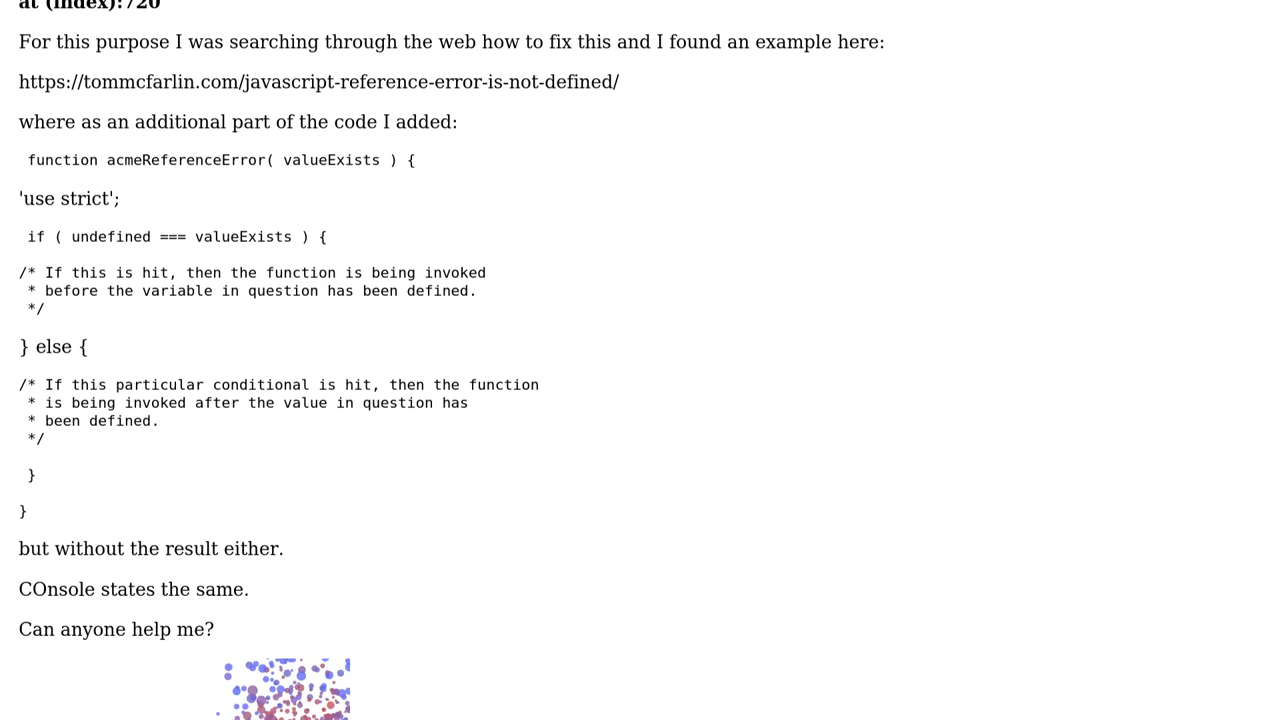 at (index):720
For this purpose I was searching through the web how to fix this and I found an example here:
https://tommcfarlin.com/javascript-reference-error-is-not-defined/
where as an additional part of the code I added:
function acmeReferenceError( valueExists ) {
'use strict';
if ( undefined === valueExists ) {
/* If this is hit, then the function is being invoked
* before the variable in question has been defined.
*/
} else {
/* If this particular conditional is hit, then the function
* is being invoked after the value in question has
* been defined.
*/
}
}
but without the result either.
COnsole states the same.
Can anyone help me?